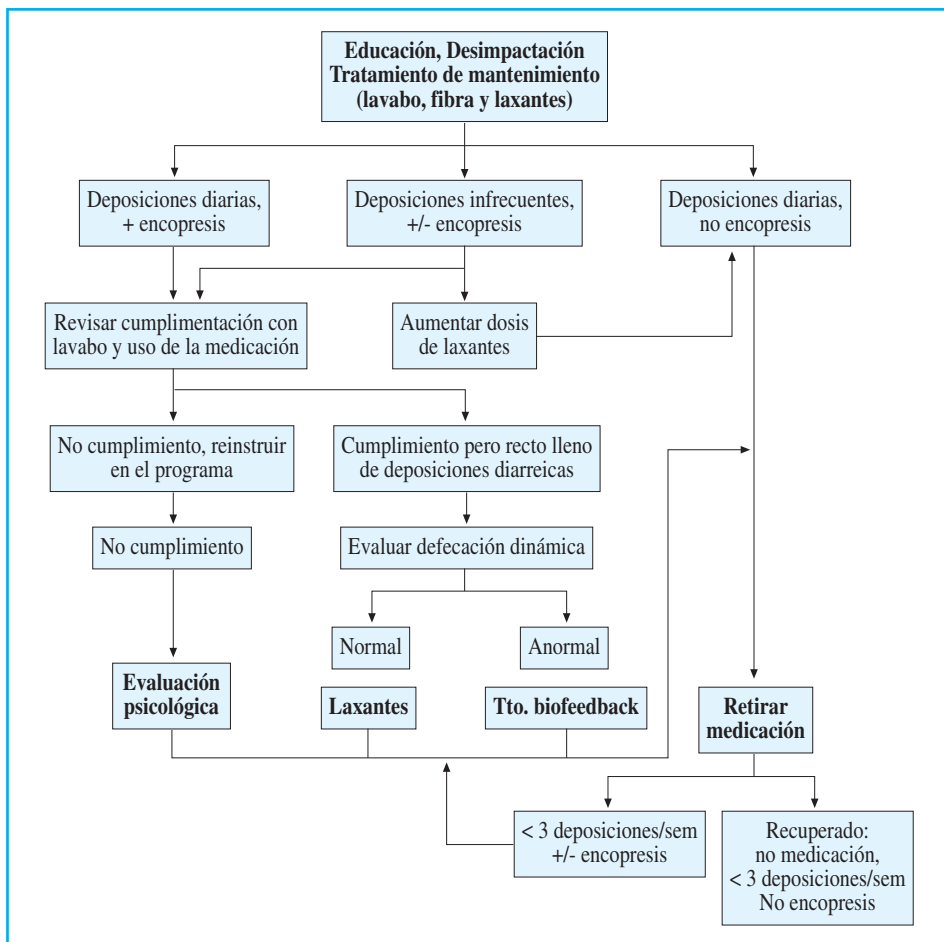 Educación, Desimpactación
Tratamiento de mantenimiento
(lavabo, fibra y laxantes)
Deposiciones diarias,
+ encopresis
Deposiciones infrecuentes,
+/- encopresis
Deposiciones diarias,
no encopresis
Revisar cumplimentación con
lavabo y uso de la medicación
Aumentar dosis
de laxantes
No cumplimiento, reinstruir
en el programa
Cumplimiento pero recto lleno
de deposiciones diarreicas
No cumplimiento
Evaluar defecación dinámica
Normal
Anormal
Evaluación
psicológica
Laxantes
Tto. biofeedback
Retirar
medicación
< 3 deposiciones/sem
+/- encopresis
Recuperado:
no medicación,
< 3 deposiciones/sem
No encopresis